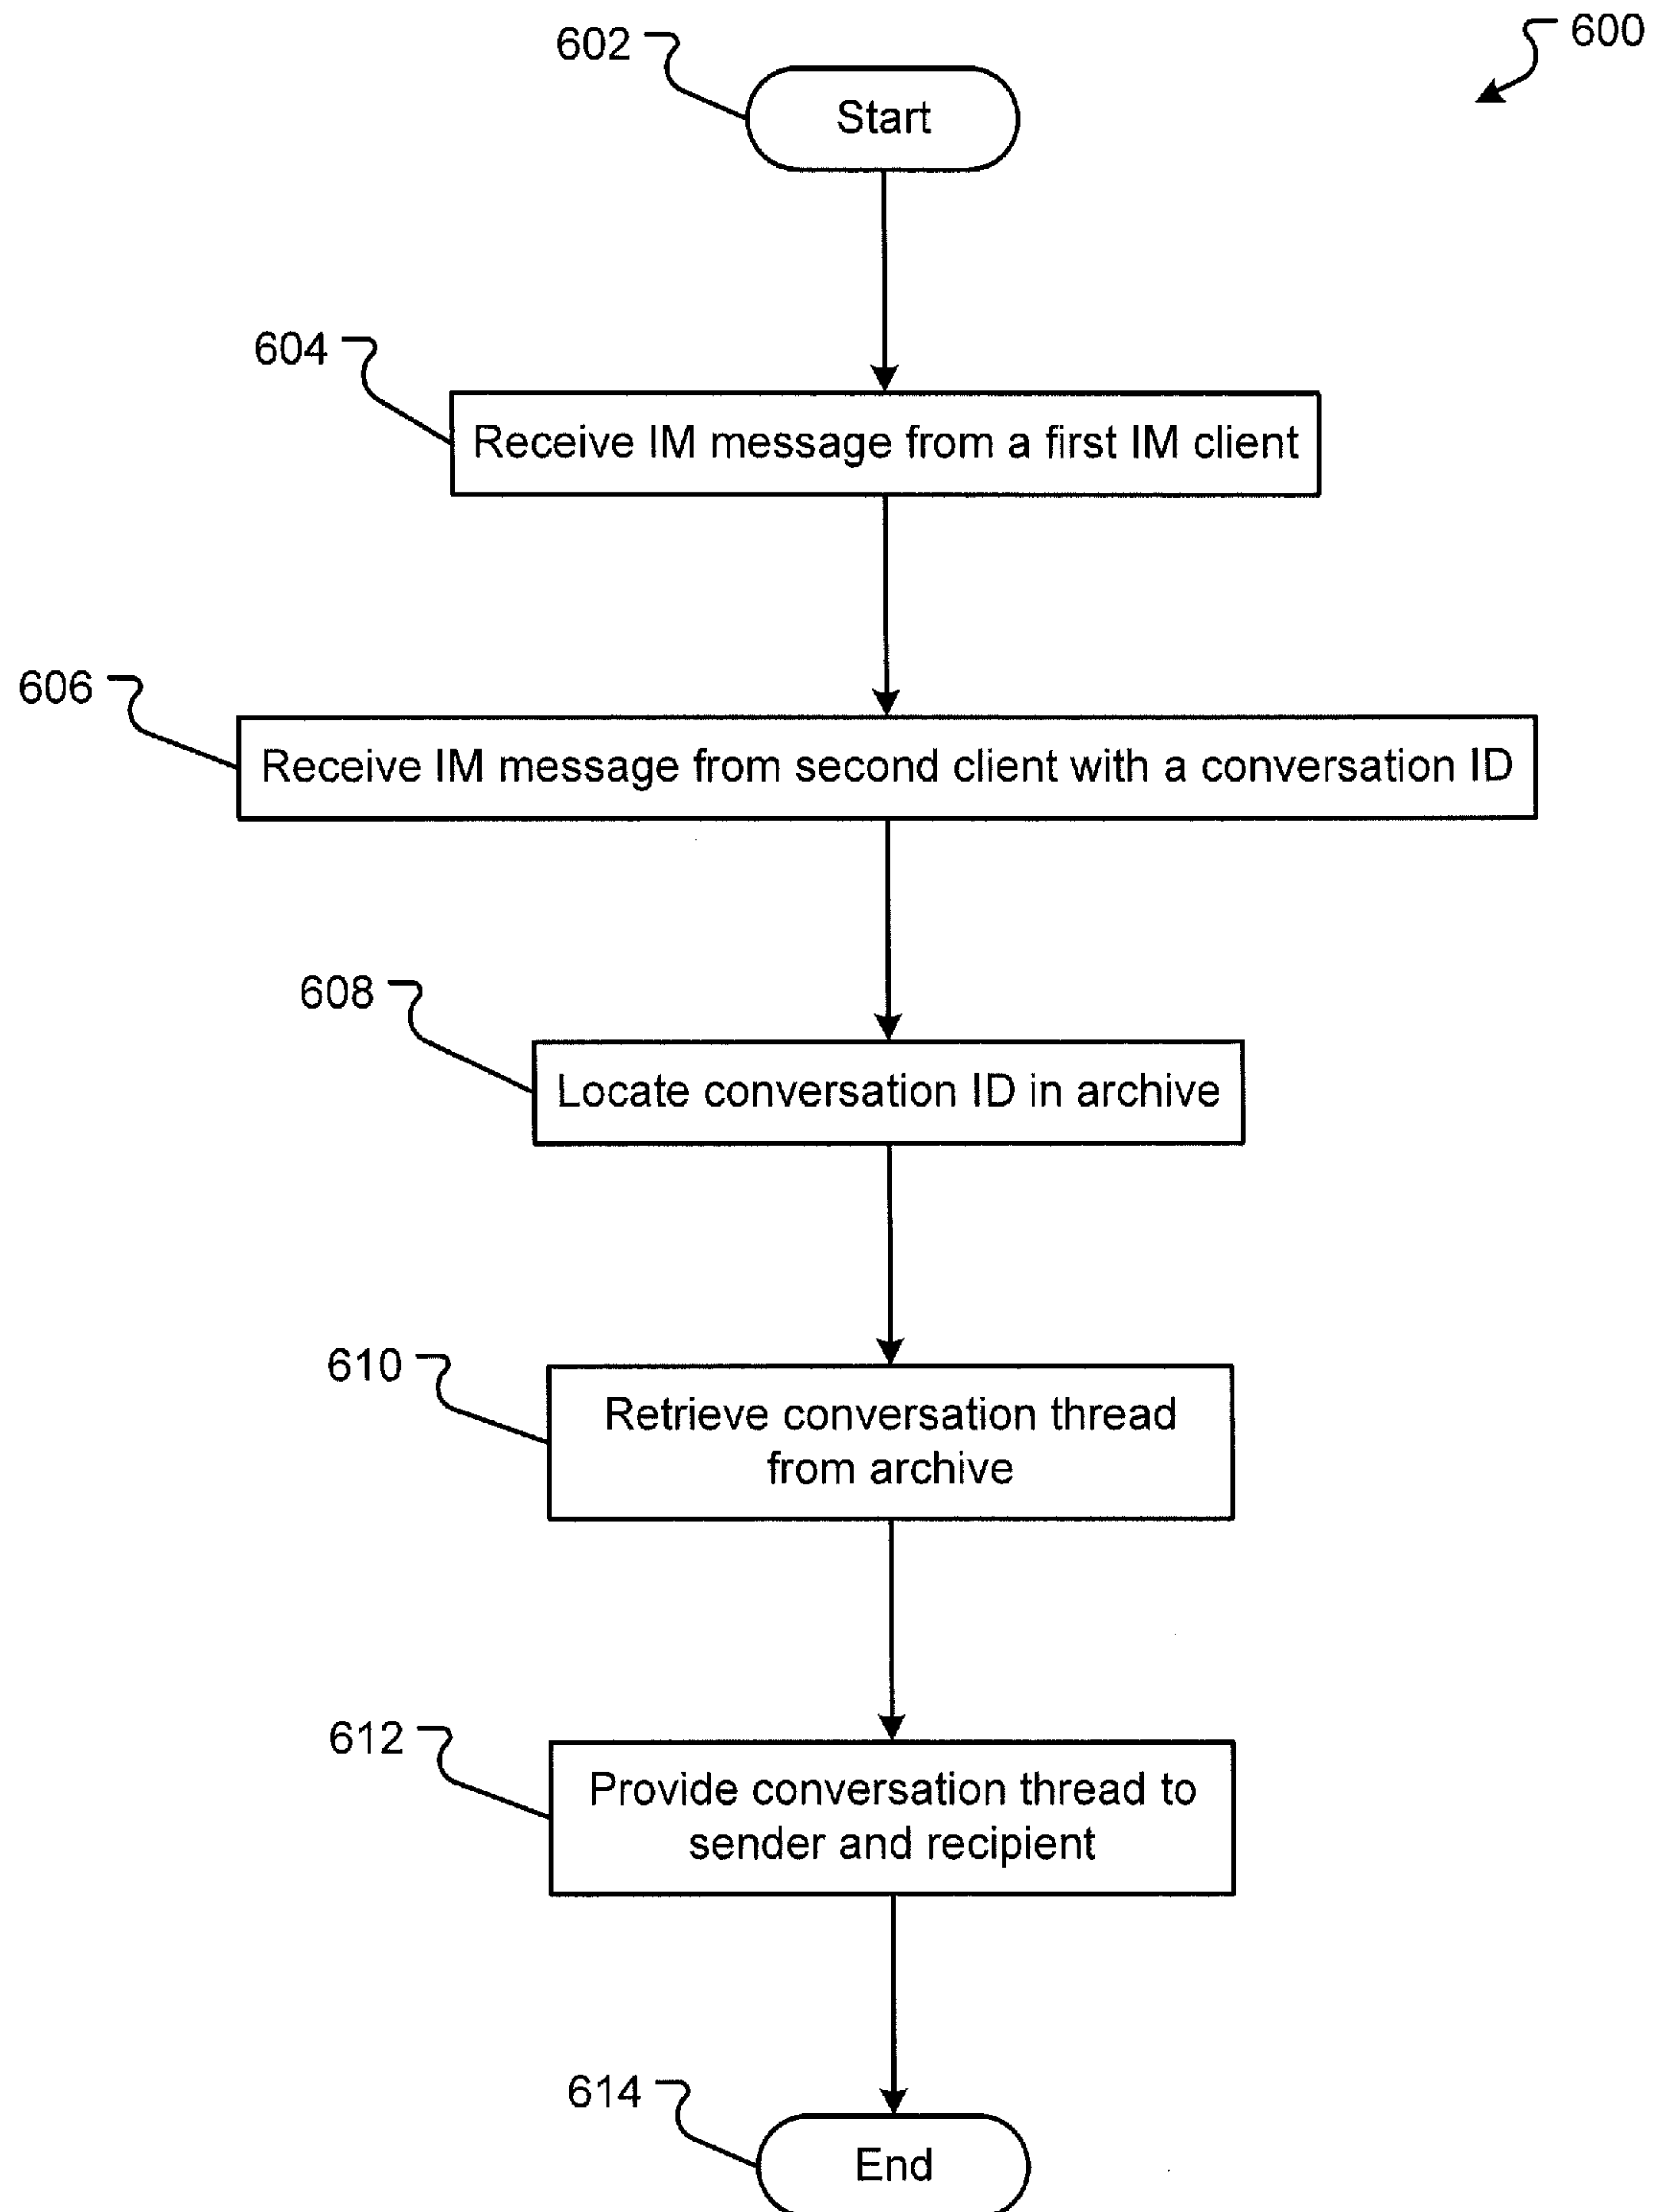 600
602
Start
604
Receive IM message from a first IM client
606
Receive IM message from second client with a conversation ID
608
Locate conversation ID in archive
610
Retrieve conversation thread
from archive
612
Provide conversation thread to
sender and recipient
614
End